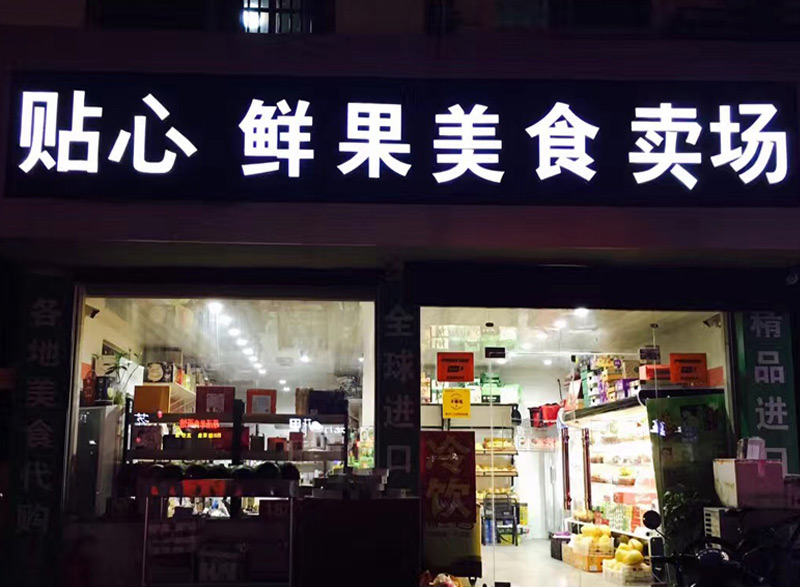 贴心 鲜果美食卖场
各地美食代购
全球进口
精品进口
冷饮